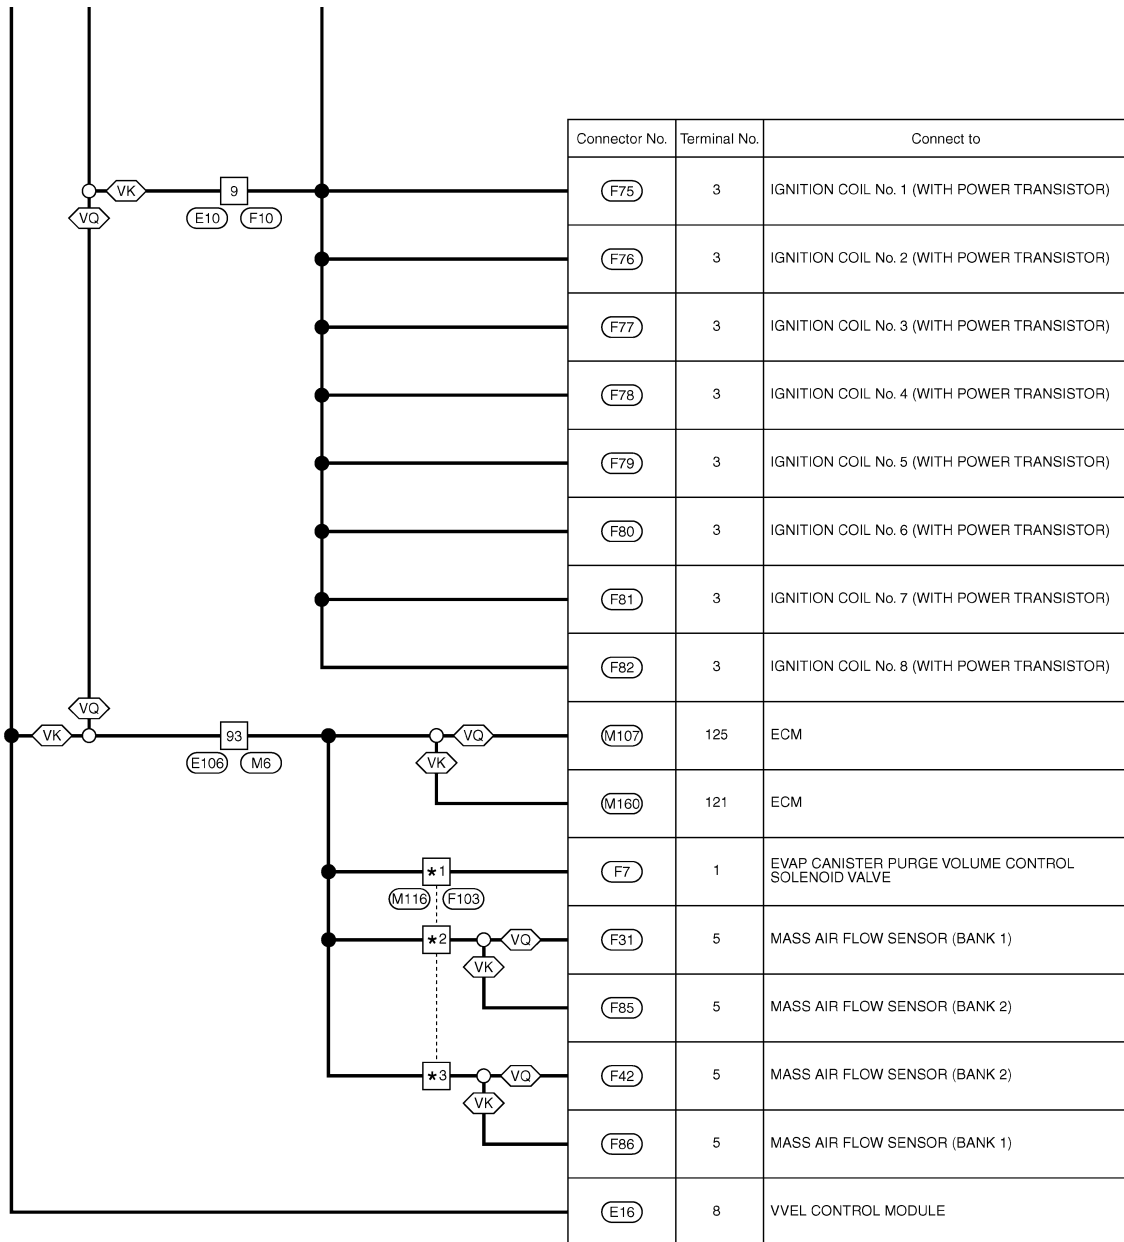 Connector No. Terminal No. Connect to
VK 9 F75 3 IGNITION COIL No. 1 (WITH POWER TRANSISTOR)
VQ E10 F10
F76 3 IGNITION COIL No. 2 (WITH POWER TRANSISTOR)
F77 3 IGNITION COIL No. 3 (WITH POWER TRANSISTOR)
F78 3 IGNITION COIL No. 4 (WITH POWER TRANSISTOR)
F79 3 IGNITION COIL No. 5 (WITH POWER TRANSISTOR)
F80 3 IGNITION COIL No. 6 (WITH POWER TRANSISTOR)
F81 3 IGNITION COIL No. 7 (WITH POWER TRANSISTOR)
F82 3 IGNITION COIL No. 8 (WITH POWER TRANSISTOR)
VQ
VK 93 VQ M107 125 ECM
E106 M6 VK
M160 121 ECM
★1 F7 1 EVAP CANISTER PURGE VOLUME CONTROL
SOLENOID VALVE
M116 F103
★2 VQ F31 5 MASS AIR FLOW SENSOR (BANK 1)
VK
F85 5 MASS AIR FLOW SENSOR (BANK 2)
★3 VQ F42 5 MASS AIR FLOW SENSOR (BANK 2)
VK
F86 5 MASS AIR FLOW SENSOR (BANK 1)
E16 8 VVEL CONTROL MODULE